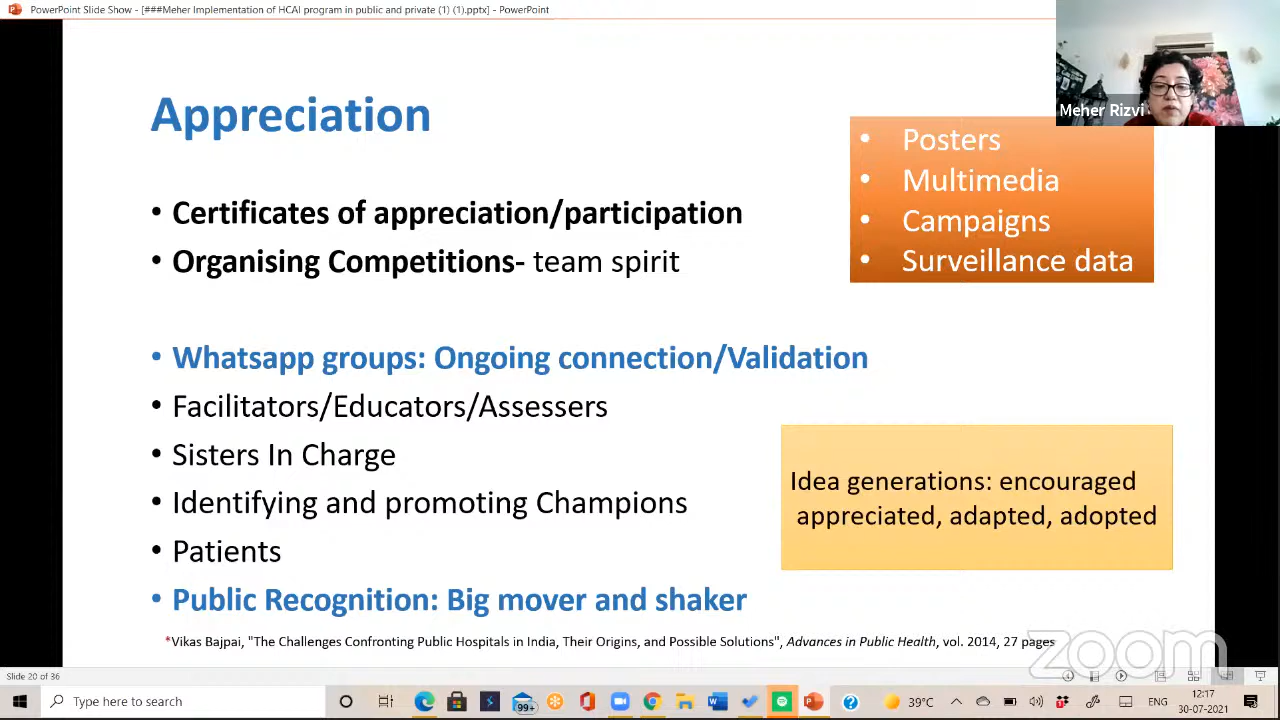 PowerPoint Slide Show - [###Meher Implementation of HCAI program in public and private (1) (1).pptx] - PowerPoint
Meher Rizvi
Appreciation
• Posters
• Multimedia
• Campaigns
• Surveillance data
• Certificates of appreciation/participation
• Organising Competitions- team spirit
• Whatsapp groups: Ongoing connection/Validation
• Facilitators/Educators/Assessers
• Sisters In Charge
• Identifying and promoting Champions
• Patients
• Public Recognition: Big mover and shaker
Idea generations: encouraged
appreciated, adapted, adopted
*Vikas Bajpai, "The Challenges Confronting Public Hospitals in India, Their Origins, and Possible Solutions", Advances in Public Health, vol. 2014, 27 pages
zoom
Slide 20 of 36
Type here to search
99+
39°C
ENG
12:17
30-07-2021